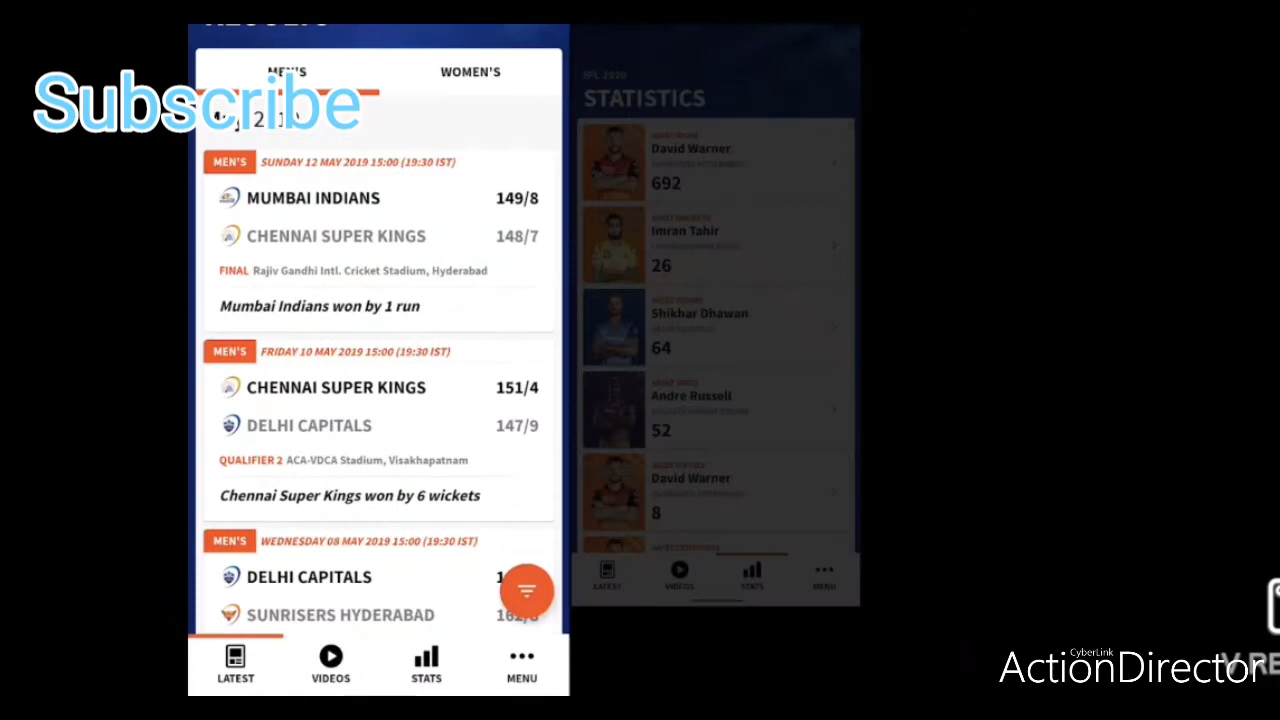 MEN'S
WOMEN'S
Subscribe
MEN'S
SUNDAY 12 MAY 2019 15:00 (19:30 IST)
MUMBAI INDIANS
149/8
CHENNAI SUPER KINGS
148/7
FINAL Rajiv Gandhi Intl. Cricket Stadium, Hyderabad
Mumbai Indians won by 1 run
MEN'S
FRIDAY 10 MAY 2019 15:00 (19:30 IST)
CHENNAI SUPER KINGS
151/4
DELHI CAPITALS
147/9
QUALIFIER 2 ACA-VDCA Stadium, Visakhapatnam
Chennai Super Kings won by 6 wickets
MEN'S
WEDNESDAY 08 MAY 2019 15:00 (19:30 IST)
DELHI CAPITALS
SUNRISERS HYDERABAD
LATEST
VIDEOS
STATS
MENU
IPL 2020
STATISTICS
David Warner
692
Imran Tahir
26
Shikhar Dhawan
64
Andre Russell
52
David Warner
8
LATEST
VIDEOS
STATS
MENU
CyberLink
ActionDirector